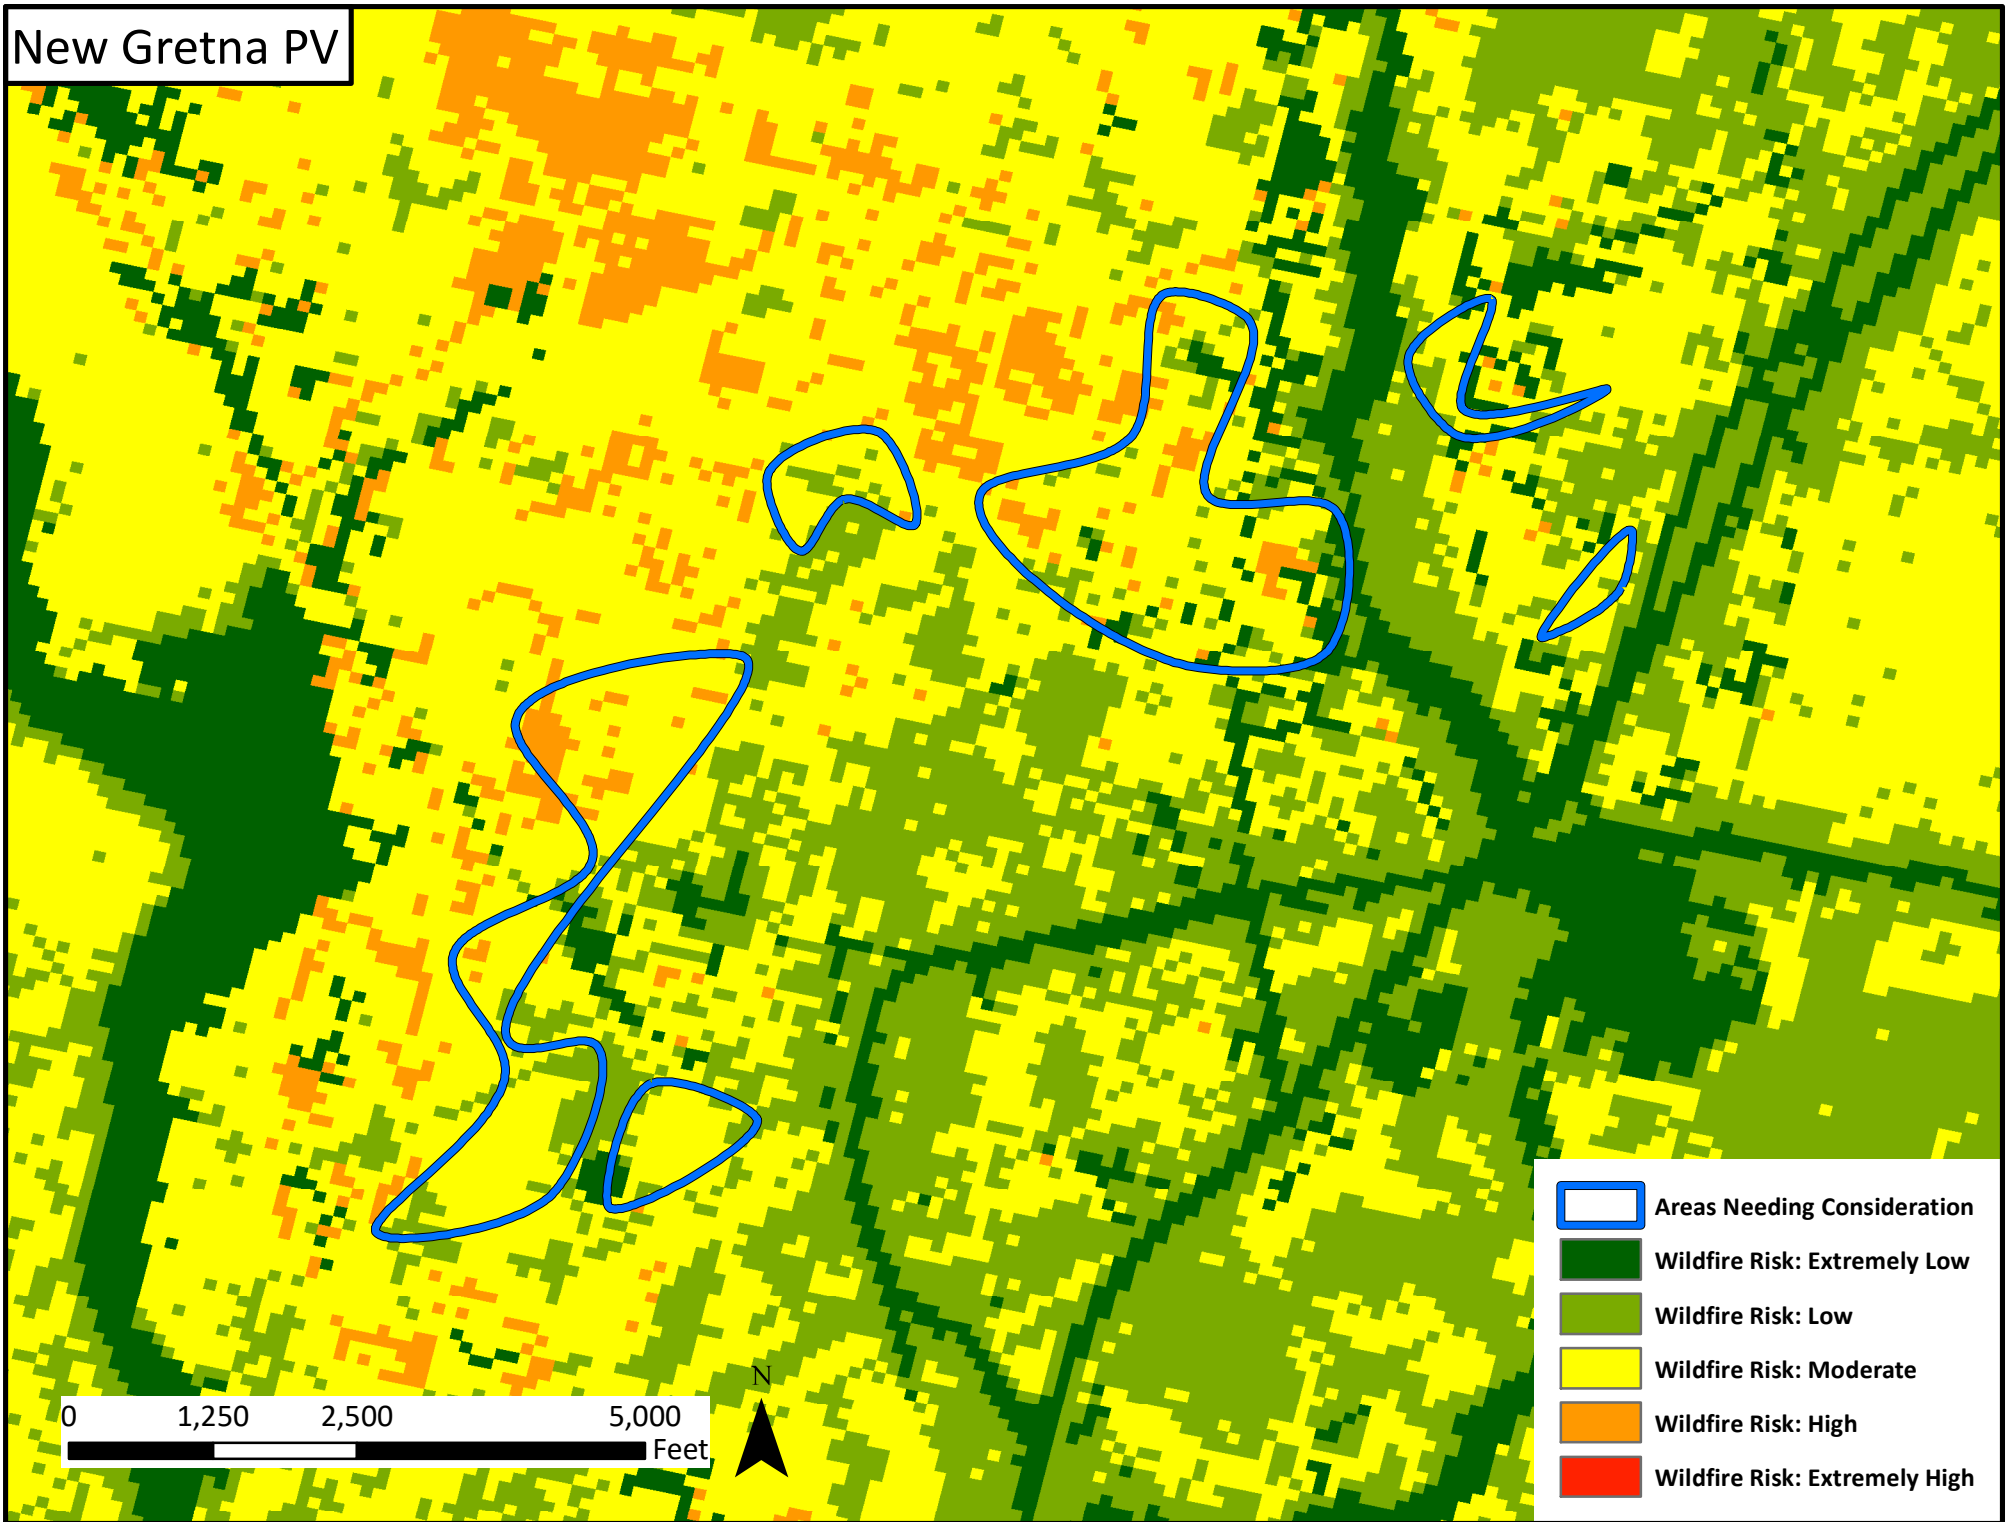 New Gretna PV
Areas Needing Consideration
Wildfire Risk: Extremely Low
Wildfire Risk: Low
Wildfire Risk: Moderate
Wildfire Risk: High
Wildfire Risk: Extremely High
N
0 1,250 2,500 5,000
Feet